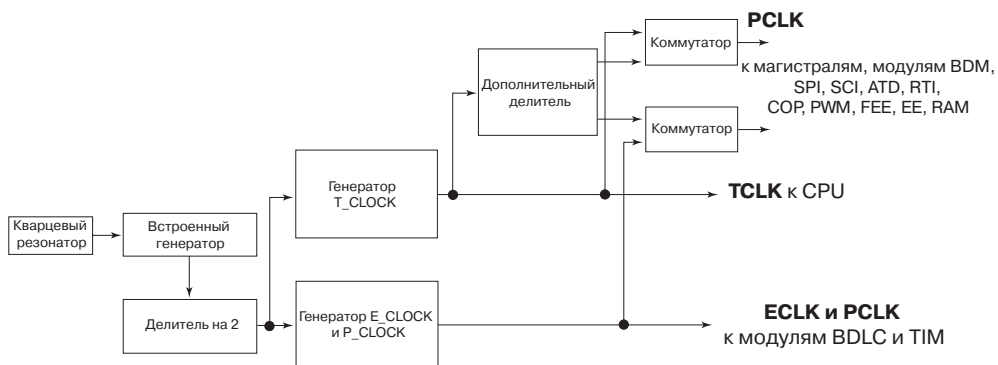 PCLK
Коммутатор
к магистралям, модулям BDM,
SPI, SCI, ATD, RTI,
COP, PWM, FEE, EE, RAM
Дополнительный
делитель
Коммутатор
Генератор
T_CLOCK
TCLK к CPU
Кварцевый
резонатор
Встроенный
генератор
Делитель на 2
Генератор E_CLOCK
и P_CLOCK
ECLK и PCLK
к модулям BDLC и TIM